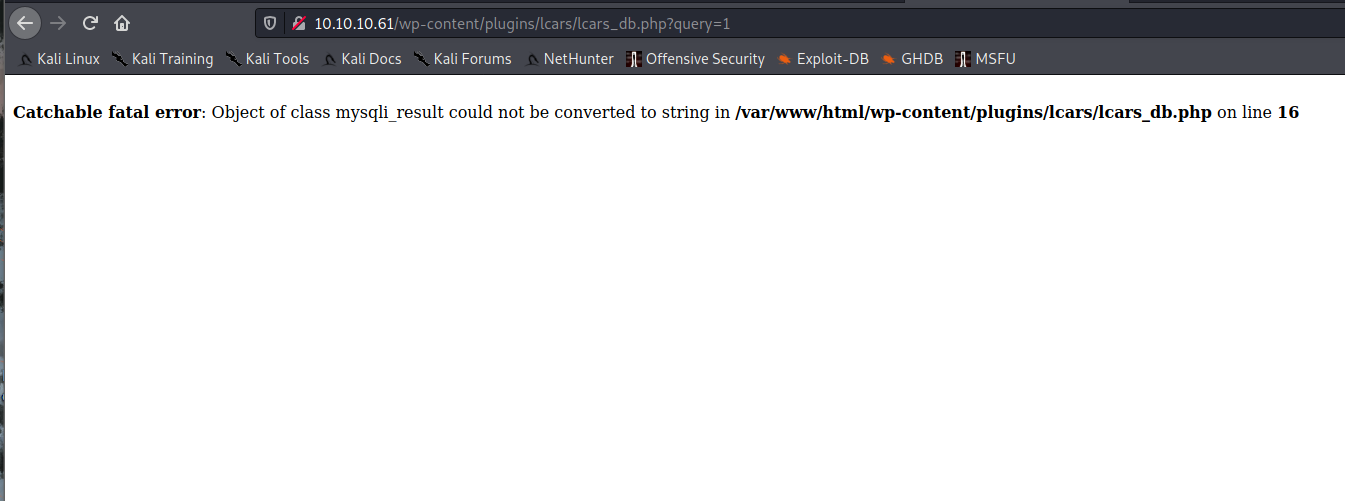 10.10.10.61/wp-content/plugins/lcars/lcars_db.php?query=1
Kali Linux Kali Training Kali Tools Kali Docs Kali Forums NetHunter Offensive Security Exploit-DB GHDB MSFU
Catchable fatal error: Object of class mysqli_result could not be converted to string in /var/www/html/wp-content/plugins/lcars/lcars_db.php on line 16